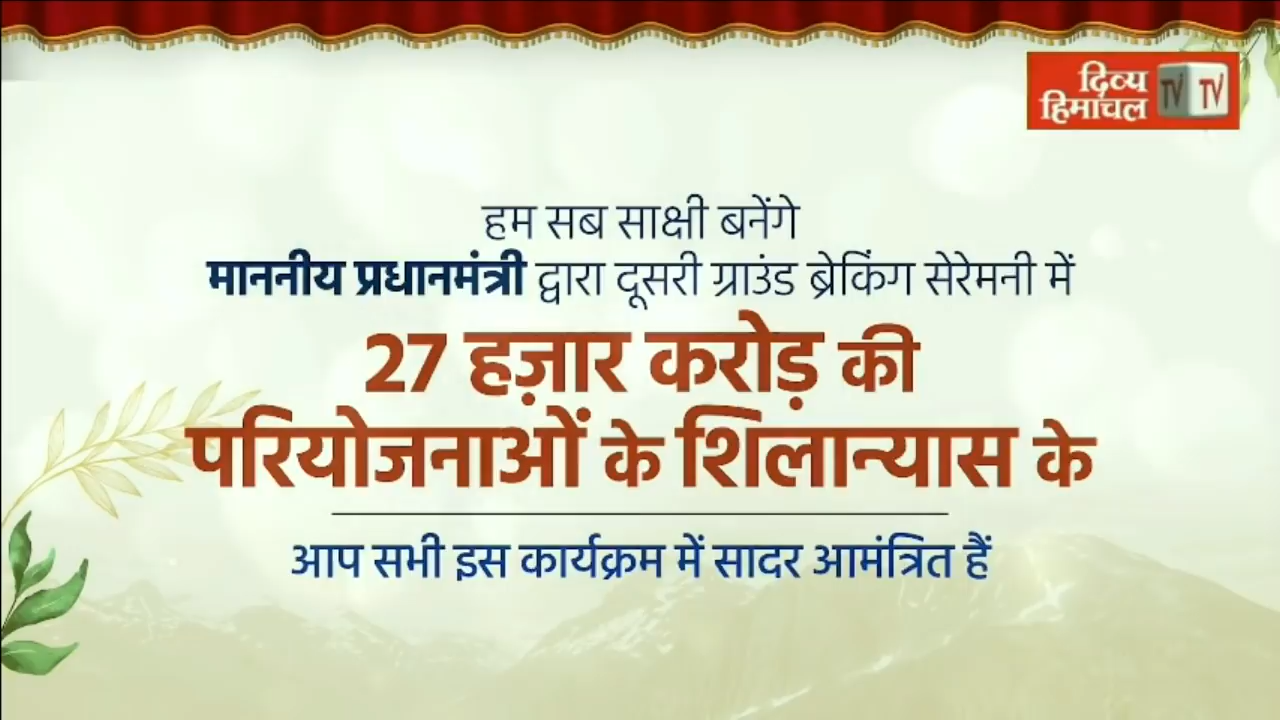 दिव्य
हिमाचल
TV TV
हम सब साक्षी बनेंगे
माननीय प्रधानमंत्री द्वारा दूसरी ग्राउंड ब्रेकिंग सेरेमनी में
27 हज़ार करोड़ की
परियोजनाओं के शिलान्यास के
आप सभी इस कार्यक्रम में सादर आमंत्रित हैं